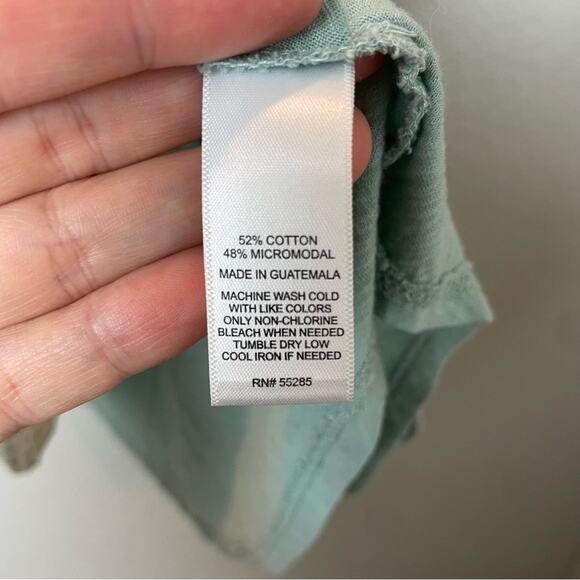 52% COTTON
48% MICROMODAL
MADE IN GUATEMALA
MACHINE WASH COLD
WITH LIKE COLORS
ONLY NON-CHLORINE
BLEACH WHEN NEEDED
TUMBLE DRY LOW
COOL IRON IF NEEDED
RN# 55285